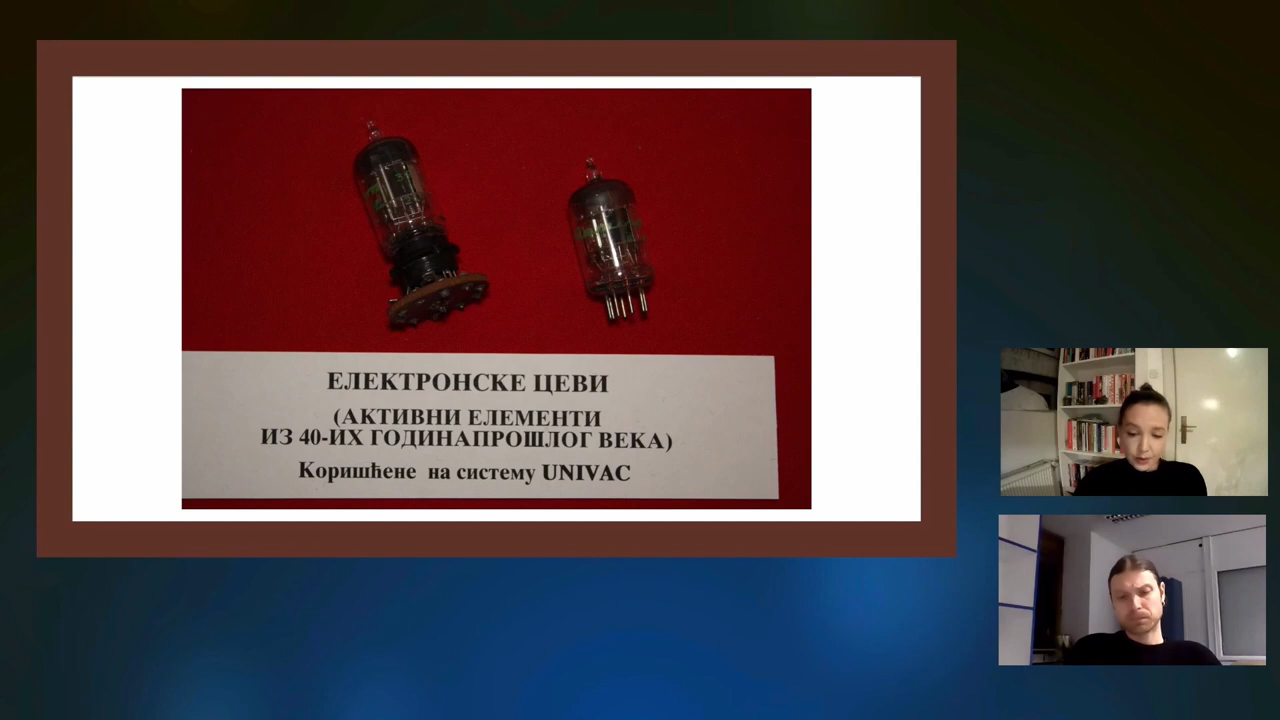 ЕЛЕКТРОНСКЕ ЦЕВИ
(АКТИВНИ ЕЛЕМЕНТИ
ИЗ 40-ИХ ГОДИНАПРОШЛОГ ВЕКА)
Коришћене на систему UNIVAC